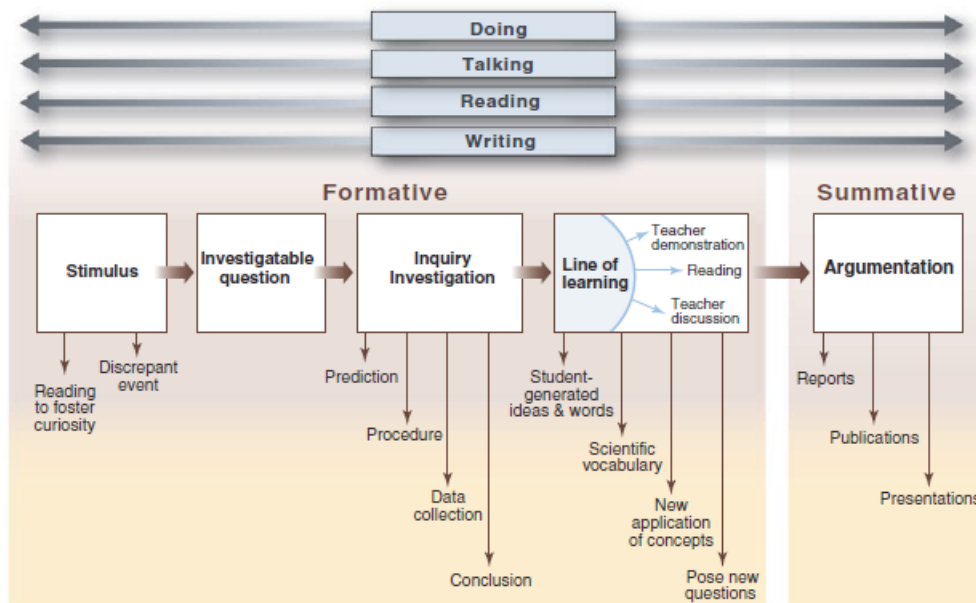 Doing
Talking
Reading
Writing
Formative
Summative
Stimulus
Investigatable
question
Inquiry
Investigation
Line of
learning
Teacher
demonstration
Reading
Teacher
discussion
Argumentation
Reading
to foster
curiosity
Discrepant
event
Prediction
Procedure
Data
collection
Conclusion
Student-
generated
ideas & words
Scientific
vocabulary
New
application
of concepts
Pose new
questions
Reports
Publications
Presentations